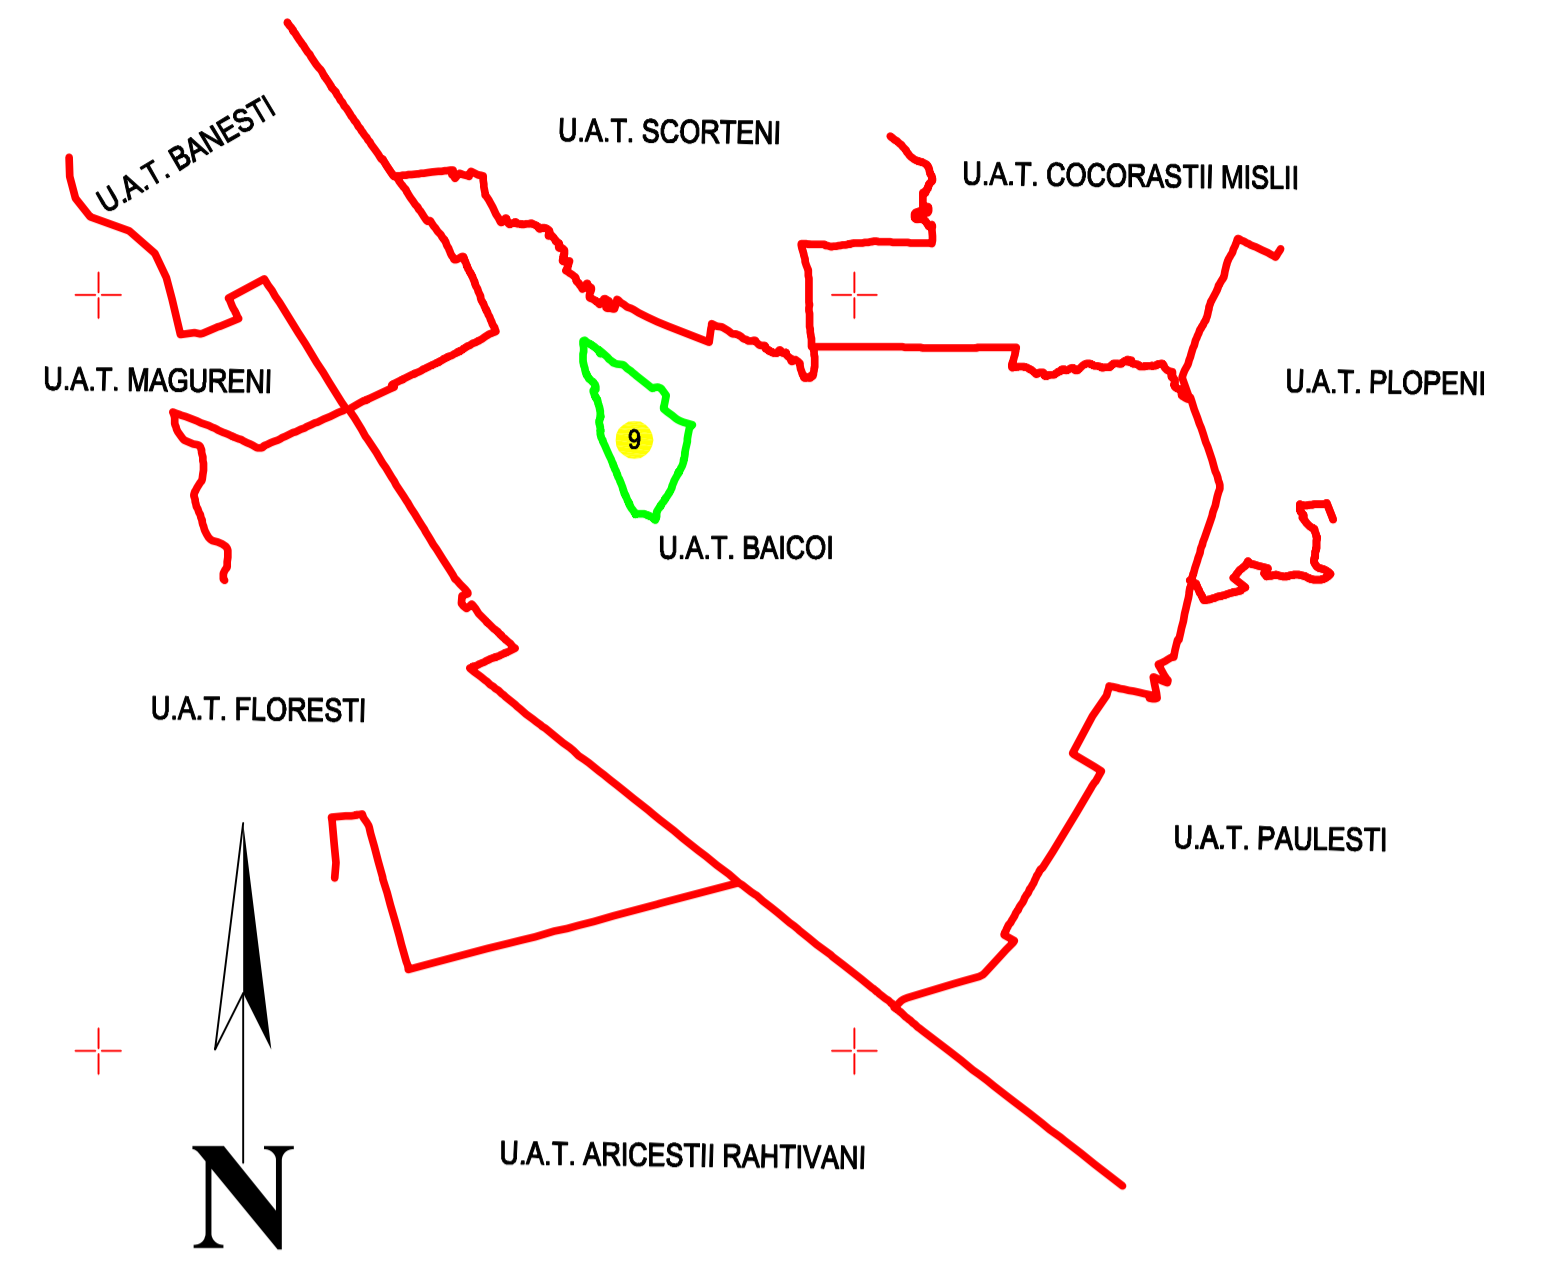 U.A.T. BANESTI
U.A.T. SCORTENI
U.A.T. COCORASTII MISLII
U.A.T. MAGURENI
U.A.T. PLOPENI
9
U.A.T. BAICOI
U.A.T. FLORESTI
U.A.T. PAULESTI
U.A.T. ARICESTII RAHTIVANI
N